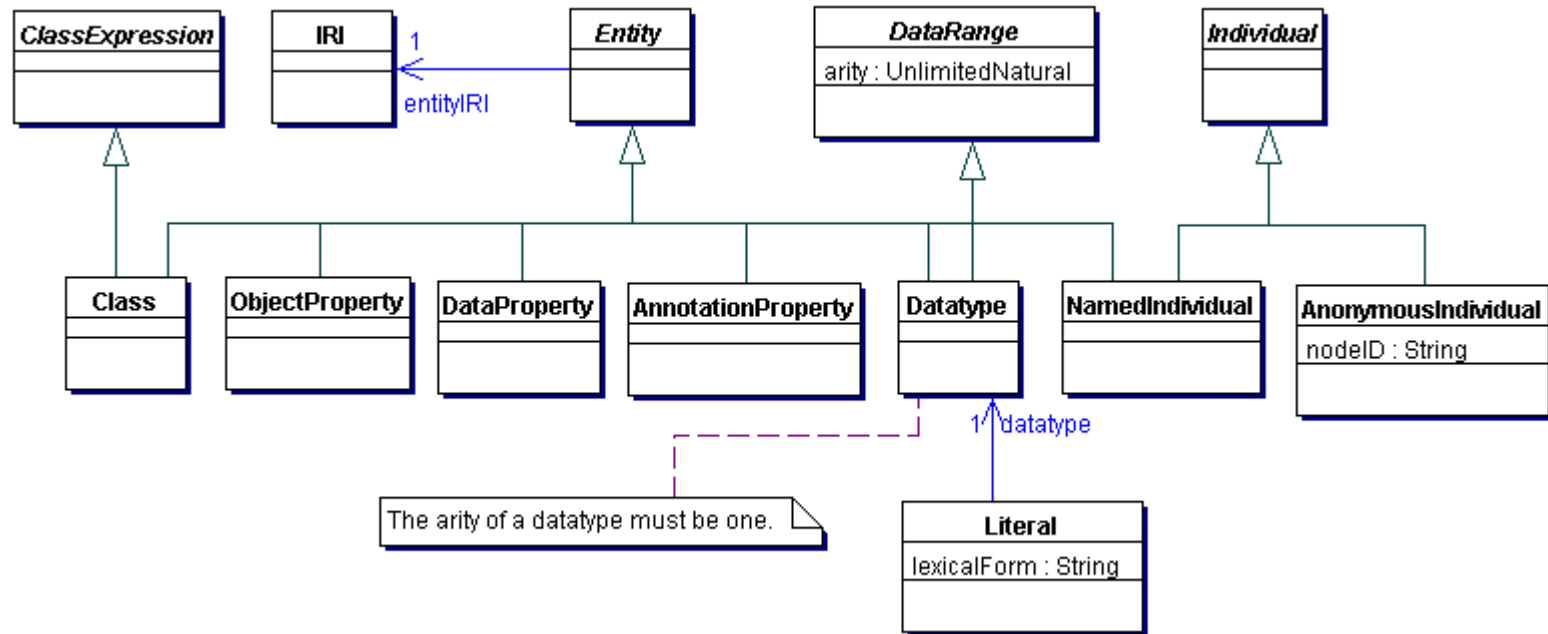 ClassExpression
IRI
1
entityIRI
Entity
DataRange
arity : UnlimitedNatural
Individual
Class
ObjectProperty
DataProperty
AnnotationProperty
Datatype
NamedIndividual
AnonymousIndividual
nodeID : String
1 datatype
The arity of a datatype must be one.
Literal
lexicalForm : String